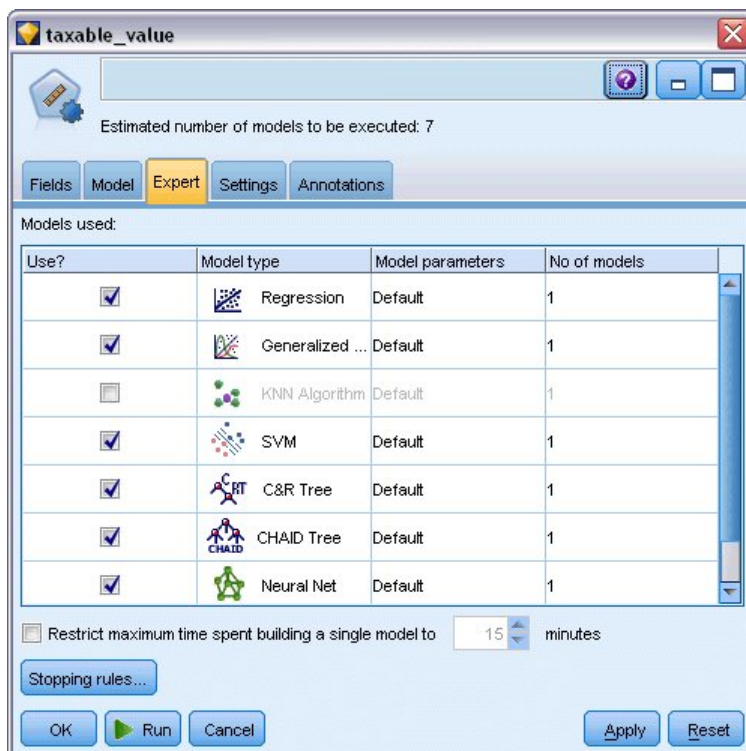 taxable_value
Estimated number of models to be executed: 7
Fields Model Expert Settings Annotations
Models used:
Use? Model type Model parameters No of models
Regression Default 1
Generalized ... Default 1
KNN Algorithm Default 1
SVM Default 1
C&R Tree Default 1
CHAID CHAID Tree Default 1
Neural Net Default 1
Restrict maximum time spent building a single model to 15 minutes
Stopping rules...
OK Run Cancel Apply Reset